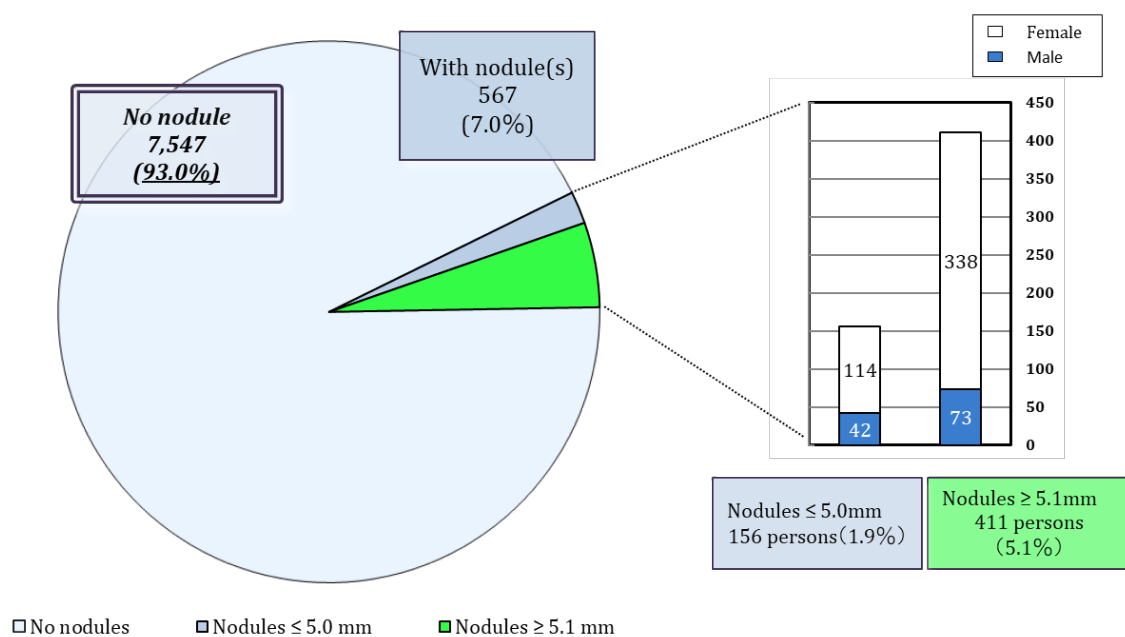 No nodule
7,547
(93.0%)
With nodule(s)
567
(7.0%)
Female
Male
450
400
350
300
250
200
150
100
50
0
338
114
73
42
Nodules ≤ 5.0mm
156 persons(1.9%)
Nodules ≥ 5.1mm
411 persons
(5.1%)
No nodules
Nodules ≤ 5.0 mm
Nodules ≥ 5.1 mm